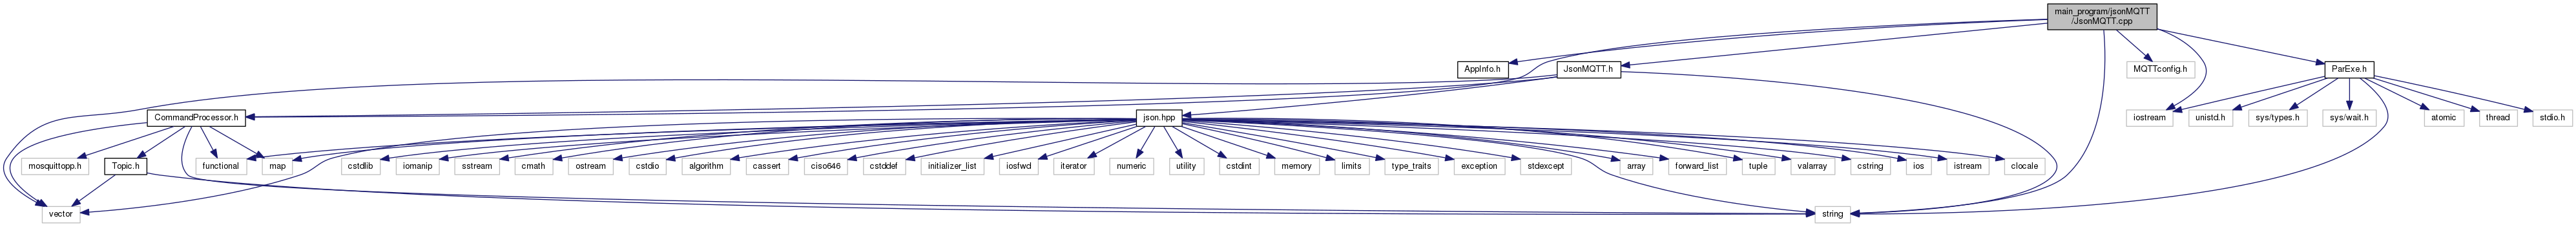 main_program/jsonMQTT
/JsonMQTT.cpp
AppInfo.h
JsonMQTT.h
MQTTconfig.h
ParExe.h
CommandProcessor.h
json.hpp
iostream
unistd.h
sys/types.h
sys/wait.h
atomic
thread
stdio.h
mosquittopp.h
Topic.h
functional
map
cstdlib
iomanip
sstream
cmath
ostream
cstdio
algorithm
cassert
ciso646
cstddef
initializer_list
iosfwd
iterator
numeric
utility
cstdint
memory
limits
type_traits
exception
stdexcept
array
forward_list
tuple
valarray
cstring
ios
istream
clocale
vector
string